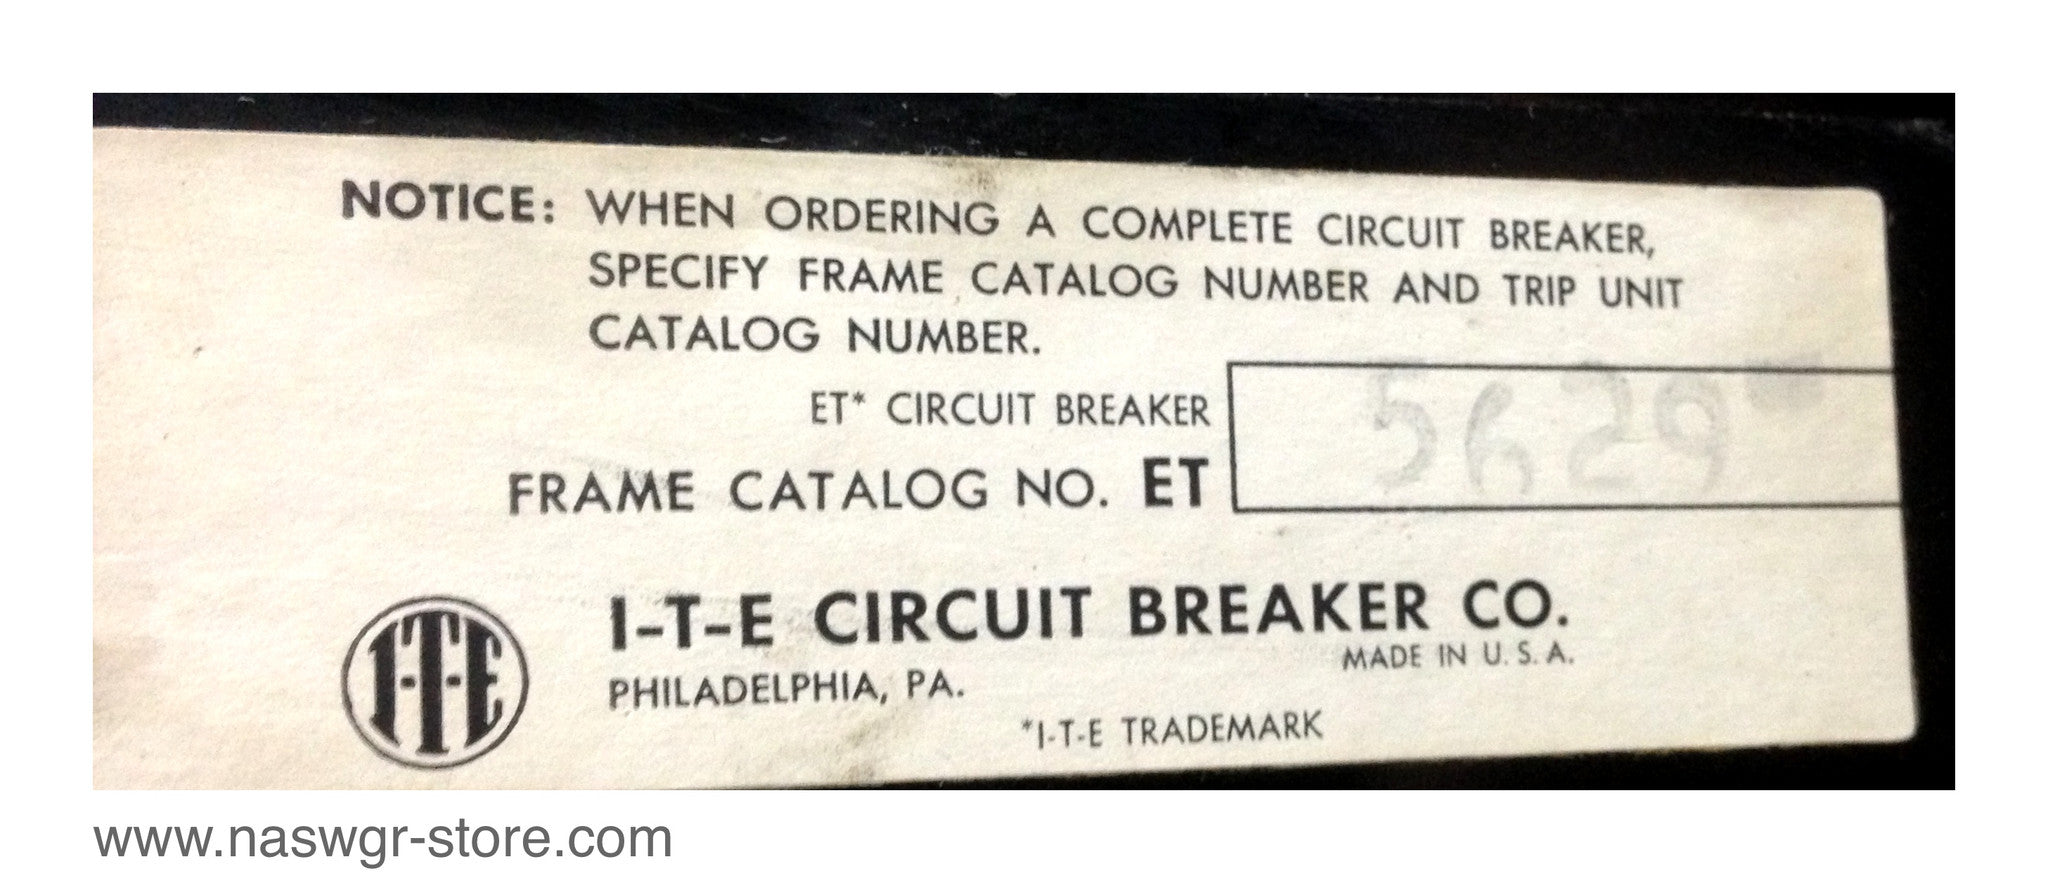 NOTICE: WHEN ORDERING A COMPLETE CIRCUIT BREAKER,
SPECIFY FRAME CATALOG NUMBER AND TRIP UNIT
CATALOG NUMBER.
ET* CIRCUIT BREAKER
FRAME CATALOG NO. ET 5629
I-T-E
I-T-E CIRCUIT BREAKER CO.
MADE IN U.S.A.
PHILADELPHIA, PA.
*I-T-E TRADEMARK
www.naswgr-store.com